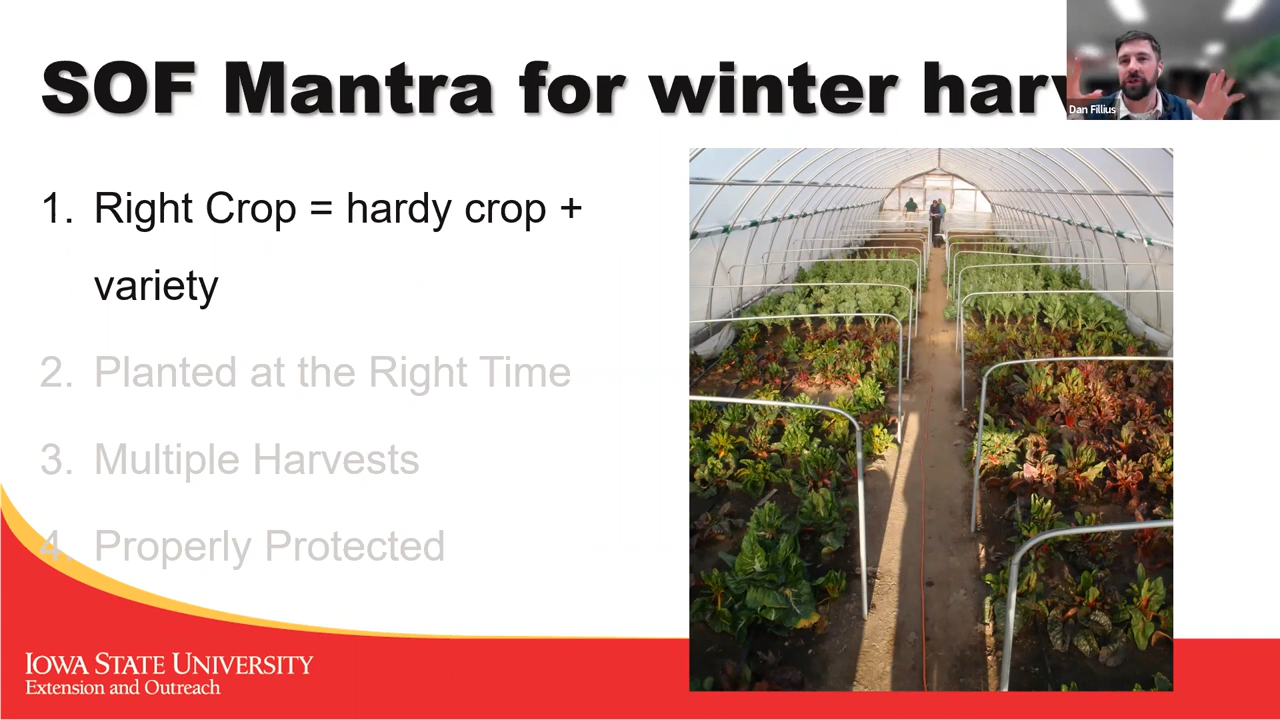 SOF Mantra for winter harv
Dan Fillius
1. Right Crop = hardy crop +
variety
2. Planted at the Right Time
3. Multiple Harvests
4. Properly Protected
IOWA STATE UNIVERSITY
Extension and Outreach